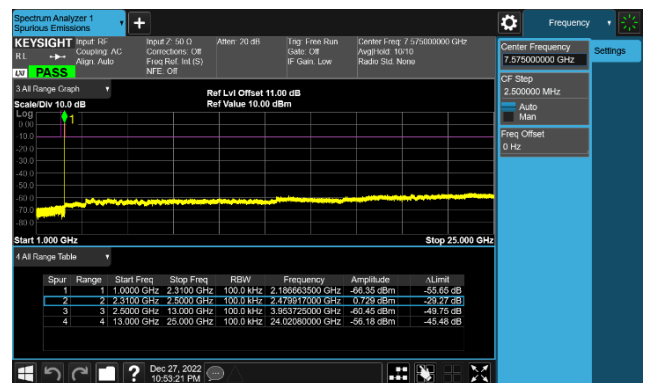 Spectrum Analyzer 1
Spurious Emissions
+
Frequency
KEYSIGHT
RL
LXI
PASS
Input: RF
Coupling: AC
Align: Auto
Input Z: 50 Ω
Corrections: Off
Freq Ref: Int (S)
NFE: Off
Atten: 20 dB
Trig: Free Run
Gate: Off
IF Gain: Low
Center Freq: 7.575000000 GHz
Avg|Hold: 10/10
Radio Std: None
Center Frequency
7.575000000 GHz
Settings
CF Step
2.500000 MHz
Auto
Man
Freq Offset
0 Hz
3 All Range Graph
Scale/Div 10.0 dB
Ref Lvl Offset 11.00 dB
Ref Value 10.00 dBm
Log
1
0.00
-10.0
-20.0
-30.0
-40.0
-50.0
-60.0
-70.0
-80.0
Start 1.000 GHz
Stop 25.000 GHz
4 All Range Table
Spur Range Start Freq Stop Freq RBW Frequency Amplitude ΔLimit
1 1 1.0000 GHz 2.3100 GHz 100.0 kHz 2.186663500 GHz -66.35 dBm -55.65 dB
2 2 2.3100 GHz 2.5000 GHz 100.0 kHz 2.479917000 GHz 0.729 dBm -29.27 dB
3 3 2.5000 GHz 13.000 GHz 100.0 kHz 3.953725000 GHz -60.45 dBm -49.75 dB
4 4 13.000 GHz 25.000 GHz 100.0 kHz 24.02080000 GHz -56.18 dBm -45.48 dB
?
Dec 27, 2022
10:53:21 PM